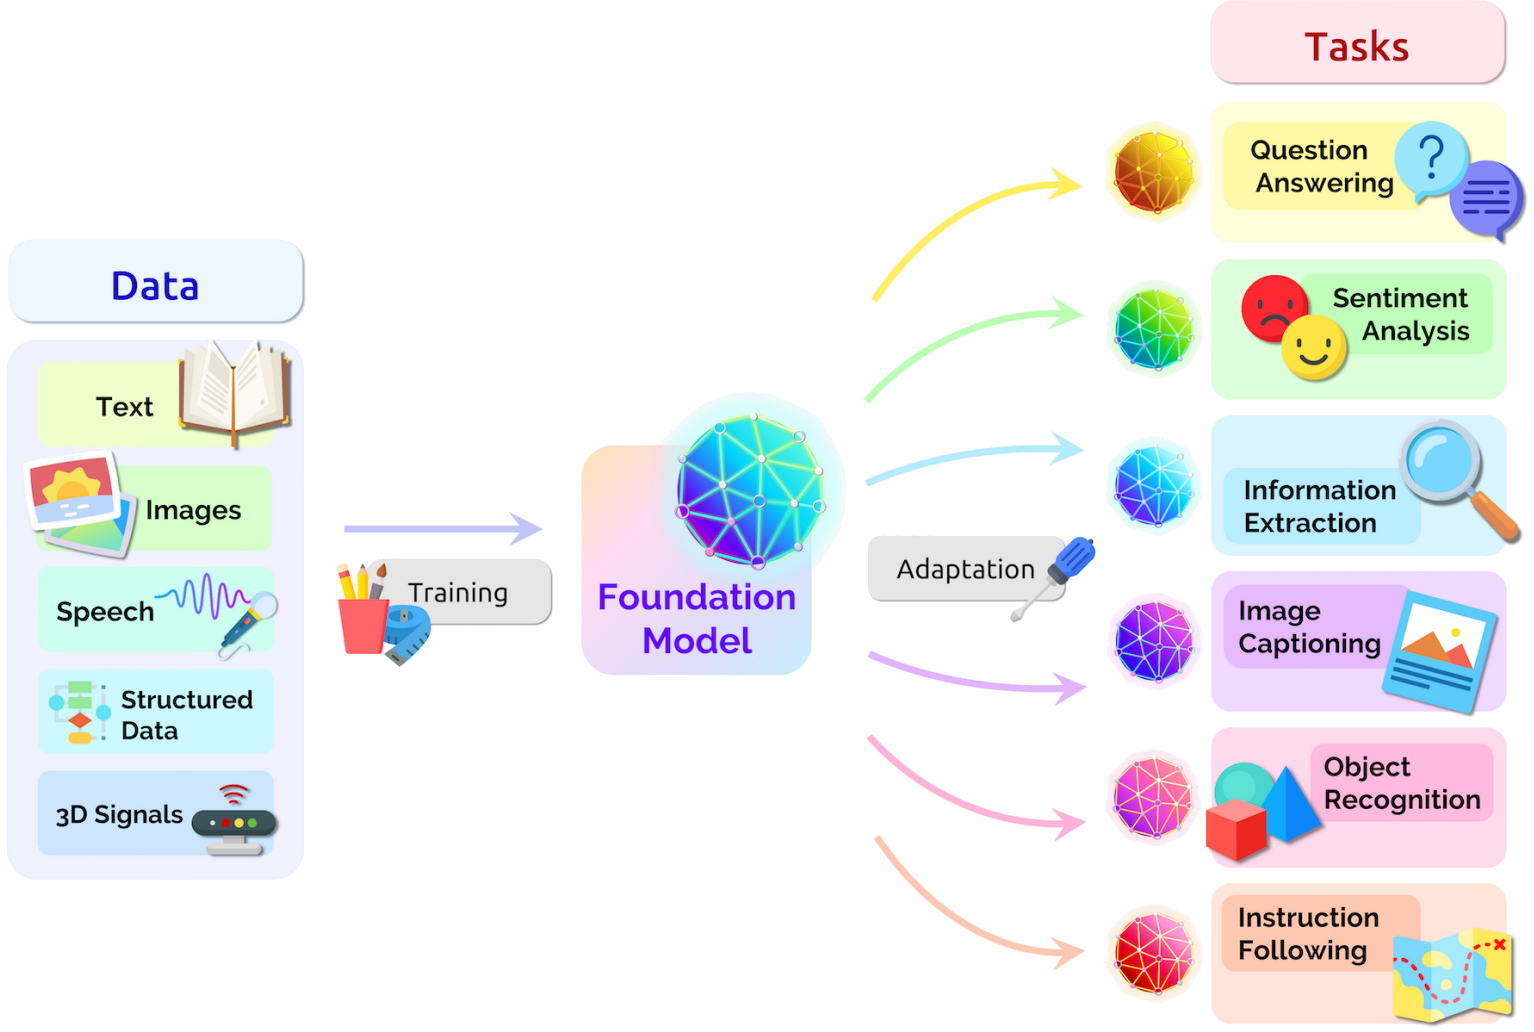 Data
Text
Images
Speech
Structured
Data
3D Signals
Training
Foundation
Model
Adaptation
Tasks
Question
Answering
?
Sentiment
Analysis
Information
Extraction
Image
Captioning
Object
Recognition
Instruction
Following